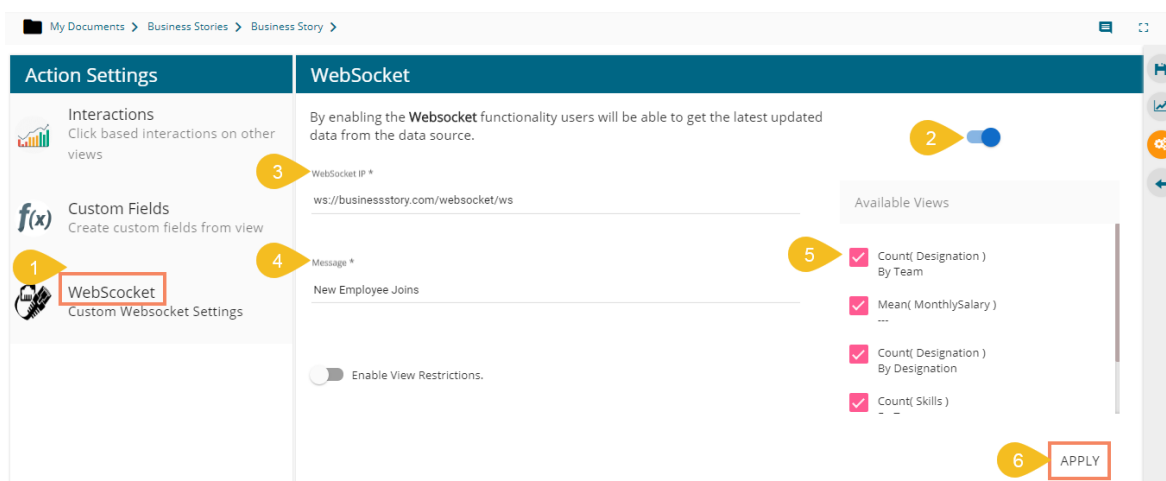 My Documents > Business Stories > Business Story >
Action Settings
Interactions
Click based interactions on other
views
f(x)
Custom Fields
Create custom fields from view
1
WebScocket
Custom Websocket Settings
WebSocket
By enabling the Websocket functionality users will be able to get the latest updated
data from the data source.
2
3
WebSocket IP *
ws://businessstory.com/websocket/ws
4
Message *
New Employee Joins
Enable View Restrictions.
Available Views
5
Count( Designation )
By Team
Mean( MonthlySalary )
---
Count( Designation )
By Designation
Count( Skills )
6
APPLY